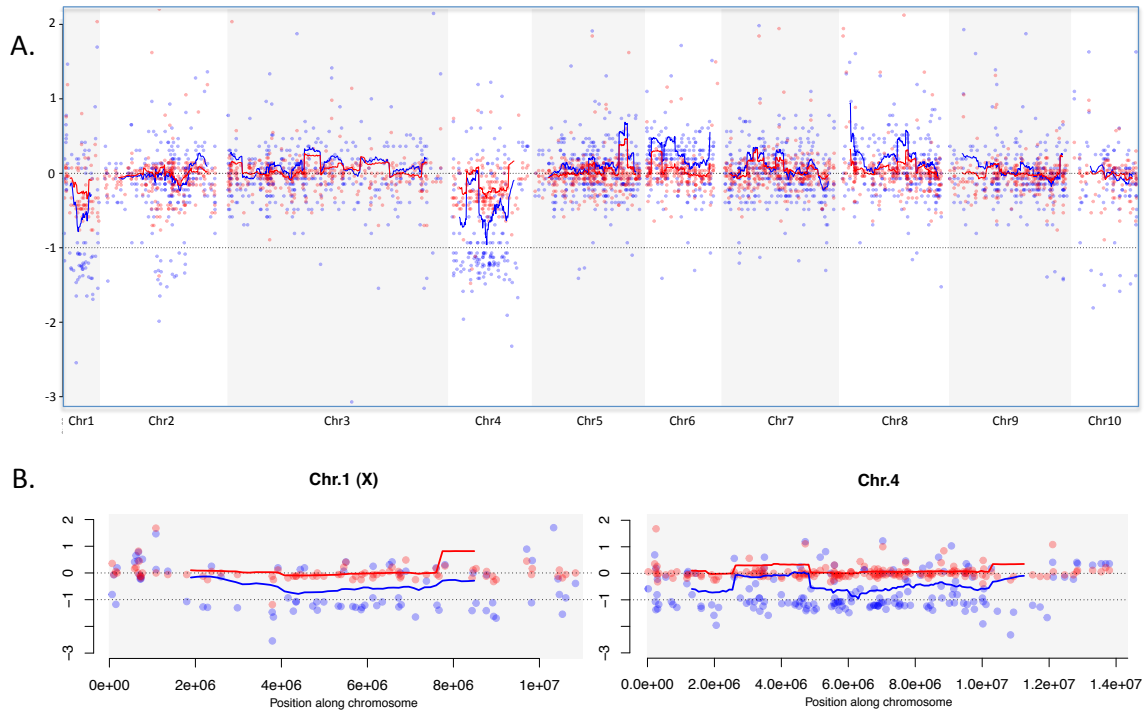 A.
2
1
0
-1
-2
-3
Chr1 Chr2 Chr3 Chr4 Chr5 Chr6 Chr7 Chr8 Chr9 Chr10
B.
Chr.1 (X)
2
1
0
-1
-3
0e+00 2e+06 4e+06 6e+06 8e+06 1e+07
Position along chromosome
Chr.4
2
1
0
-1
-3
0.0e+00 2.0e+06 4.0e+06 6.0e+06 8.0e+06 1.0e+07 1.2e+07 1.4e+07
Position along chromosome